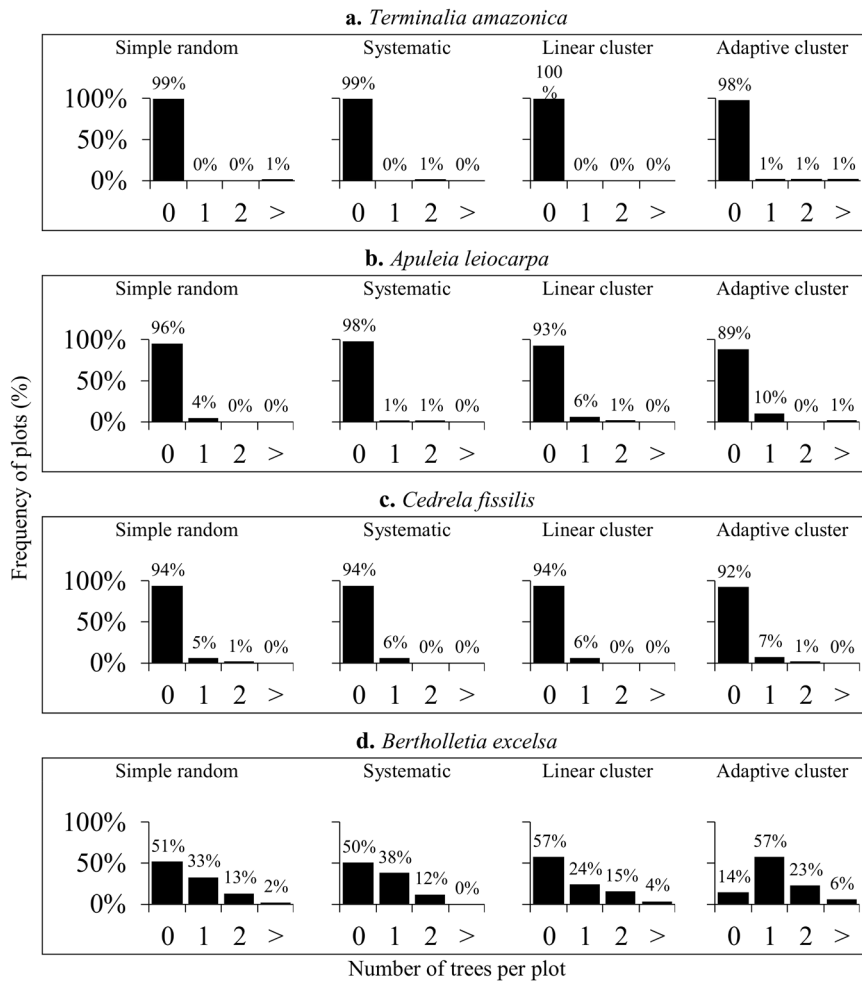 a. Terminalia amazonica
Simple random Systematic Linear cluster Adaptive cluster
99% 99% 100% 98%
100%
50%
0% 0% 0% 1% 0% 1% 0% 0% 0% 0% 1% 1% 1%
0 1 2 > 0 1 2 > 0 1 2 > 0 1 2 >
b. Apuleia leiocarpa
Simple random Systematic Linear cluster Adaptive cluster
96% 98% 93% 89%
100%
50%
4% 0% 0% 1% 1% 0% 6% 1% 0% 10% 0% 1%
0%
0 1 2 > 0 1 2 > 0 1 2 > 0 1 2 >
Frequency of plots (%)
c. Cedrela fissilis
Simple random Systematic Linear cluster Adaptive cluster
94% 94% 94% 92%
100%
50%
5% 1% 0% 6% 0% 0% 6% 0% 0% 7% 1% 0%
0%
0 1 2 > 0 1 2 > 0 1 2 > 0 1 2 >
d. Bertholletia excelsa
Simple random Systematic Linear cluster Adaptive cluster
100%
50%
0%
51% 33% 13% 2% 50% 38% 12% 0% 57% 24% 15% 4% 14% 57% 23% 6%
0 1 2 > 0 1 2 > 0 1 2 > 0 1 2 >
Number of trees per plot